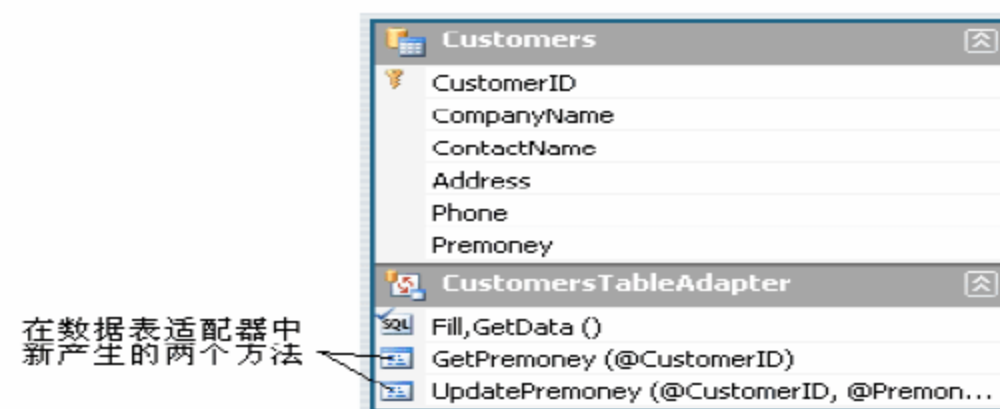 Customers
CustomerID
CompanyName
ContactName
Address
Phone
Premoney
CustomersTableAdapter
SQL Fill,GetData ()
GetPremoney (@CustomerID)
UpdatePremoney (@CustomerID, @Premon...
在数据表适配器中
新产生的两个方法